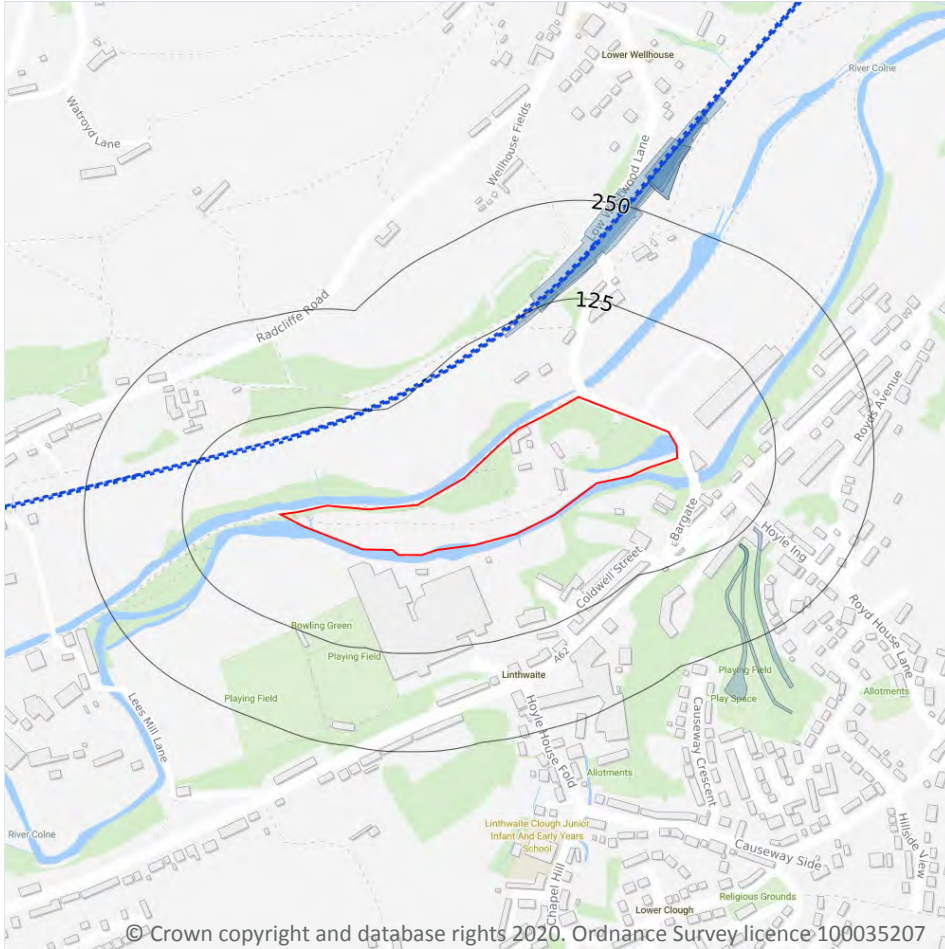 Lower Wellhouse
River Colne
Watroyd Lane
Wellhouse Fields
Low Westwood Lane
250
125
Radcliffe Road
Royds Avenue
Bargate
Hoyle Ing
Coldwell Street
Royd House Lane
Bowling Green
Playing Field
A62
Linthwaite
Playing Field
Play Space
Allotments
Playing Field
Lees Mill Lane
Hoyle House Fold
Causeway Crescent
Allotments
River Colne
Linthwaite Clough Junior
Infant And Early Years
School
Causeway Side
Hillside View
Chapel Hill
Religious Grounds
Lower Clough
© Crown copyright and database rights 2020. Ordnance Survey licence 100035207